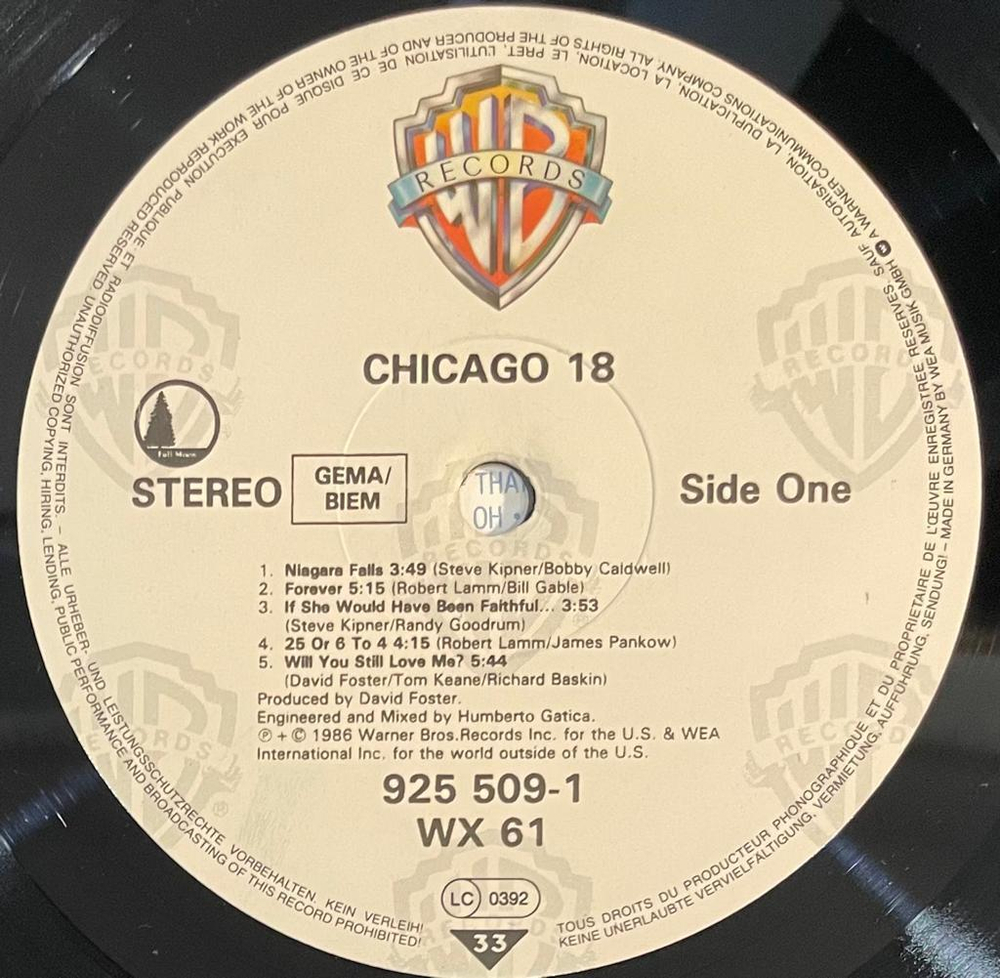 WB
RECORDS
CHICAGO 18
Full Moon
STEREO
GEMA/
BIEM
Side One
THA
OH
1. Niagara Falls 3:49 (Steve Kipner/Bobby Caldwell)
2. Forever 5:15 (Robert Lamm/Bill Gable)
3. If She Would Have Been Faithful... 3:53
(Steve Kipner/Randy Goodrum)
4. 25 Or 6 To 4 4:15 (Robert Lamm/James Pankow)
5. Will You Still Love Me? 5:44
(David Foster/Tom Keane/Richard Baskin)
Produced by David Foster.
Engineered and Mixed by Humberto Gatica.
℗ + © 1986 Warner Bros.Records Inc. for the U.S. & WEA
International Inc. for the world outside of the U.S.
925 509-1
WX 61
LC 0392
33
TOUS DROITS DU PRODUCTEUR PHONOGRAPHIQUE ET DU PROPRIETAIRE DE L'ŒUVRE ENREGISTREE RESERVES. SAUF AUTORISATION, LA DUPLICATION, LA LOCATION, LE PRET, L'UTILISATION DE CE DISQUE POUR EXECUTION PUBLIQUE ET RADIODIFFUSION SONT INTERDITS. – ALLE URHEBER- UND LEISTUNGSSCHUTZRECHTE VORBEHALTEN. KEIN VERLEIH!
KEINE UNERLAUBTE VERVIELFÄLTIGUNG, VERMIETUNG, AUFFÜHRUNG, SENDUNG! – MADE IN GERMANY BY WEA MUSIK GMBH A WARNER COMMUNICATIONS COMPANY ALL RIGHTS OF THE PRODUCER AND OF THE OWNER OF THE WORK REPRODUCED RESERVED UNAUTHORIZED COPYING, HIRING, LENDING, PUBLIC PERFORMANCE AND BROADCASTING OF THIS RECORD PROHIBITED!